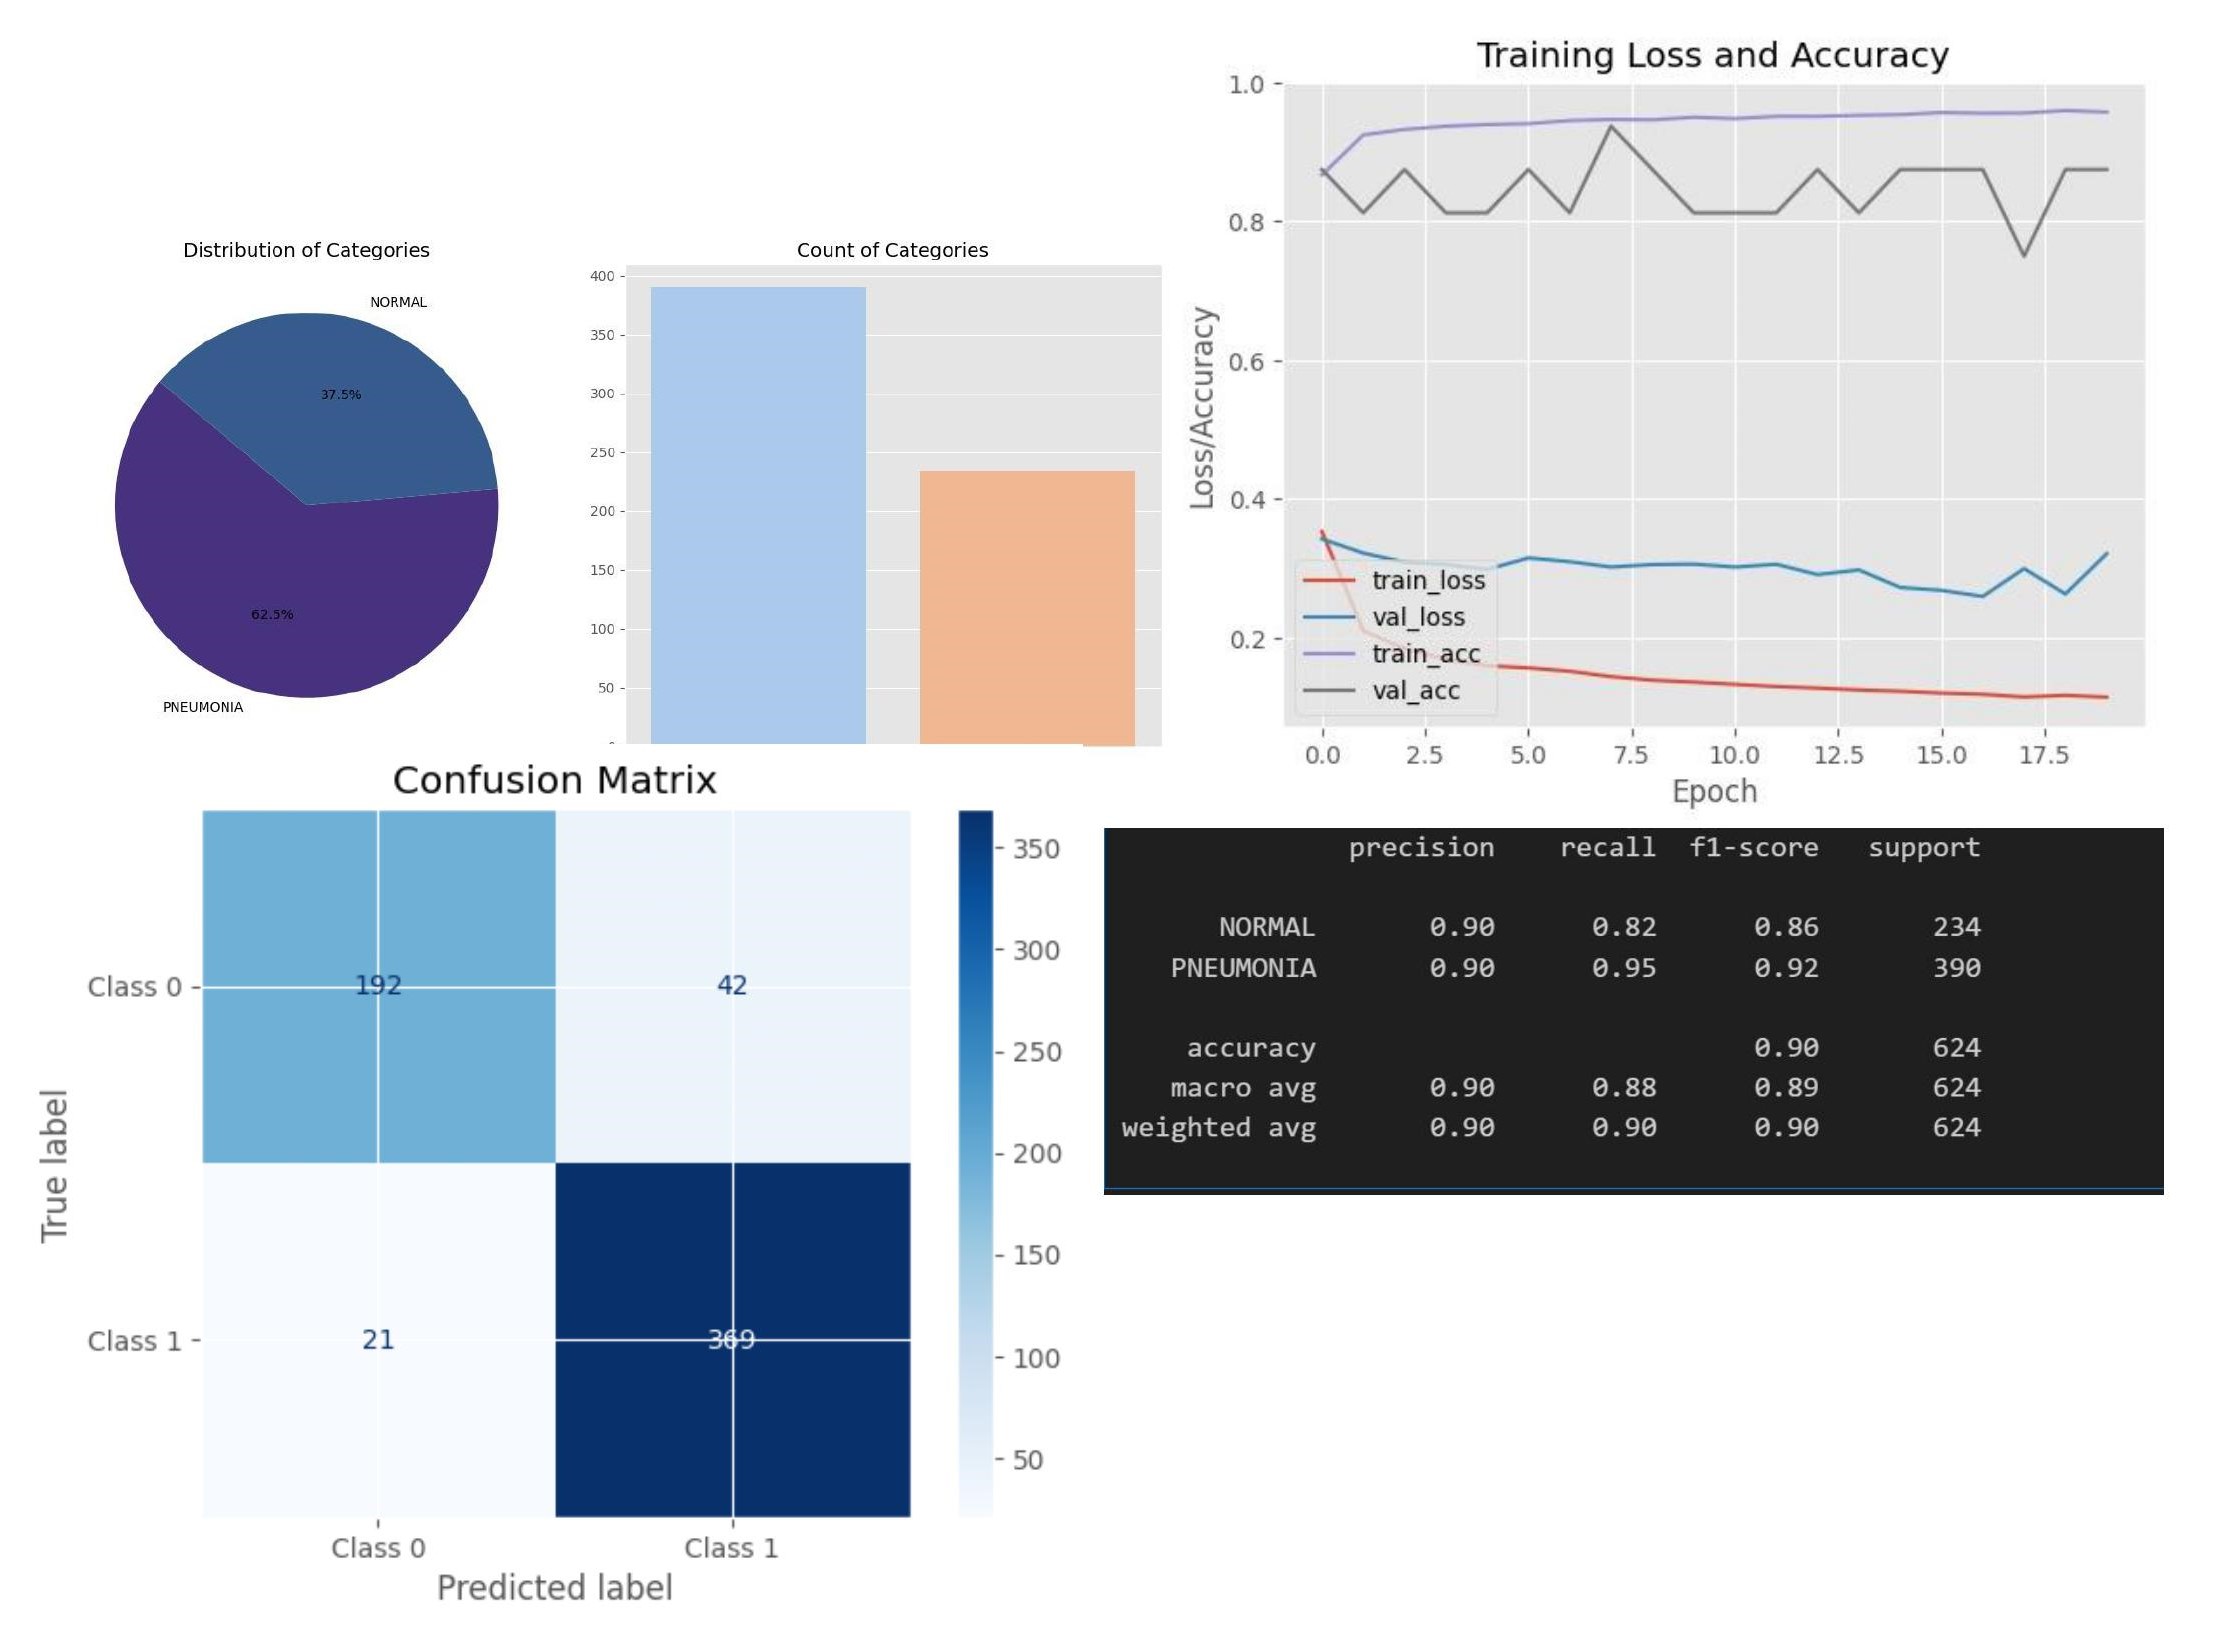 Distribution of Categories
NORMAL
37.5%
62.5%
PNEUMONIA
Count of Categories
400
350
300
250
200
150
100
50
Training Loss and Accuracy
Loss/Accuracy
1.0
0.8
0.6
0.4
0.2
train_loss
val_loss
train_acc
val_acc
0.0 2.5 5.0 7.5 10.0 12.5 15.0 17.5
Epoch
Confusion Matrix
True label
Class 0 192 42
Class 1 21 369
Class 0 Class 1
Predicted label
350
300
250
200
150
100
50
precision recall f1-score support
NORMAL 0.90 0.82 0.86 234
PNEUMONIA 0.90 0.95 0.92 390
accuracy 0.90 624
macro avg 0.90 0.88 0.89 624
weighted avg 0.90 0.90 0.90 624